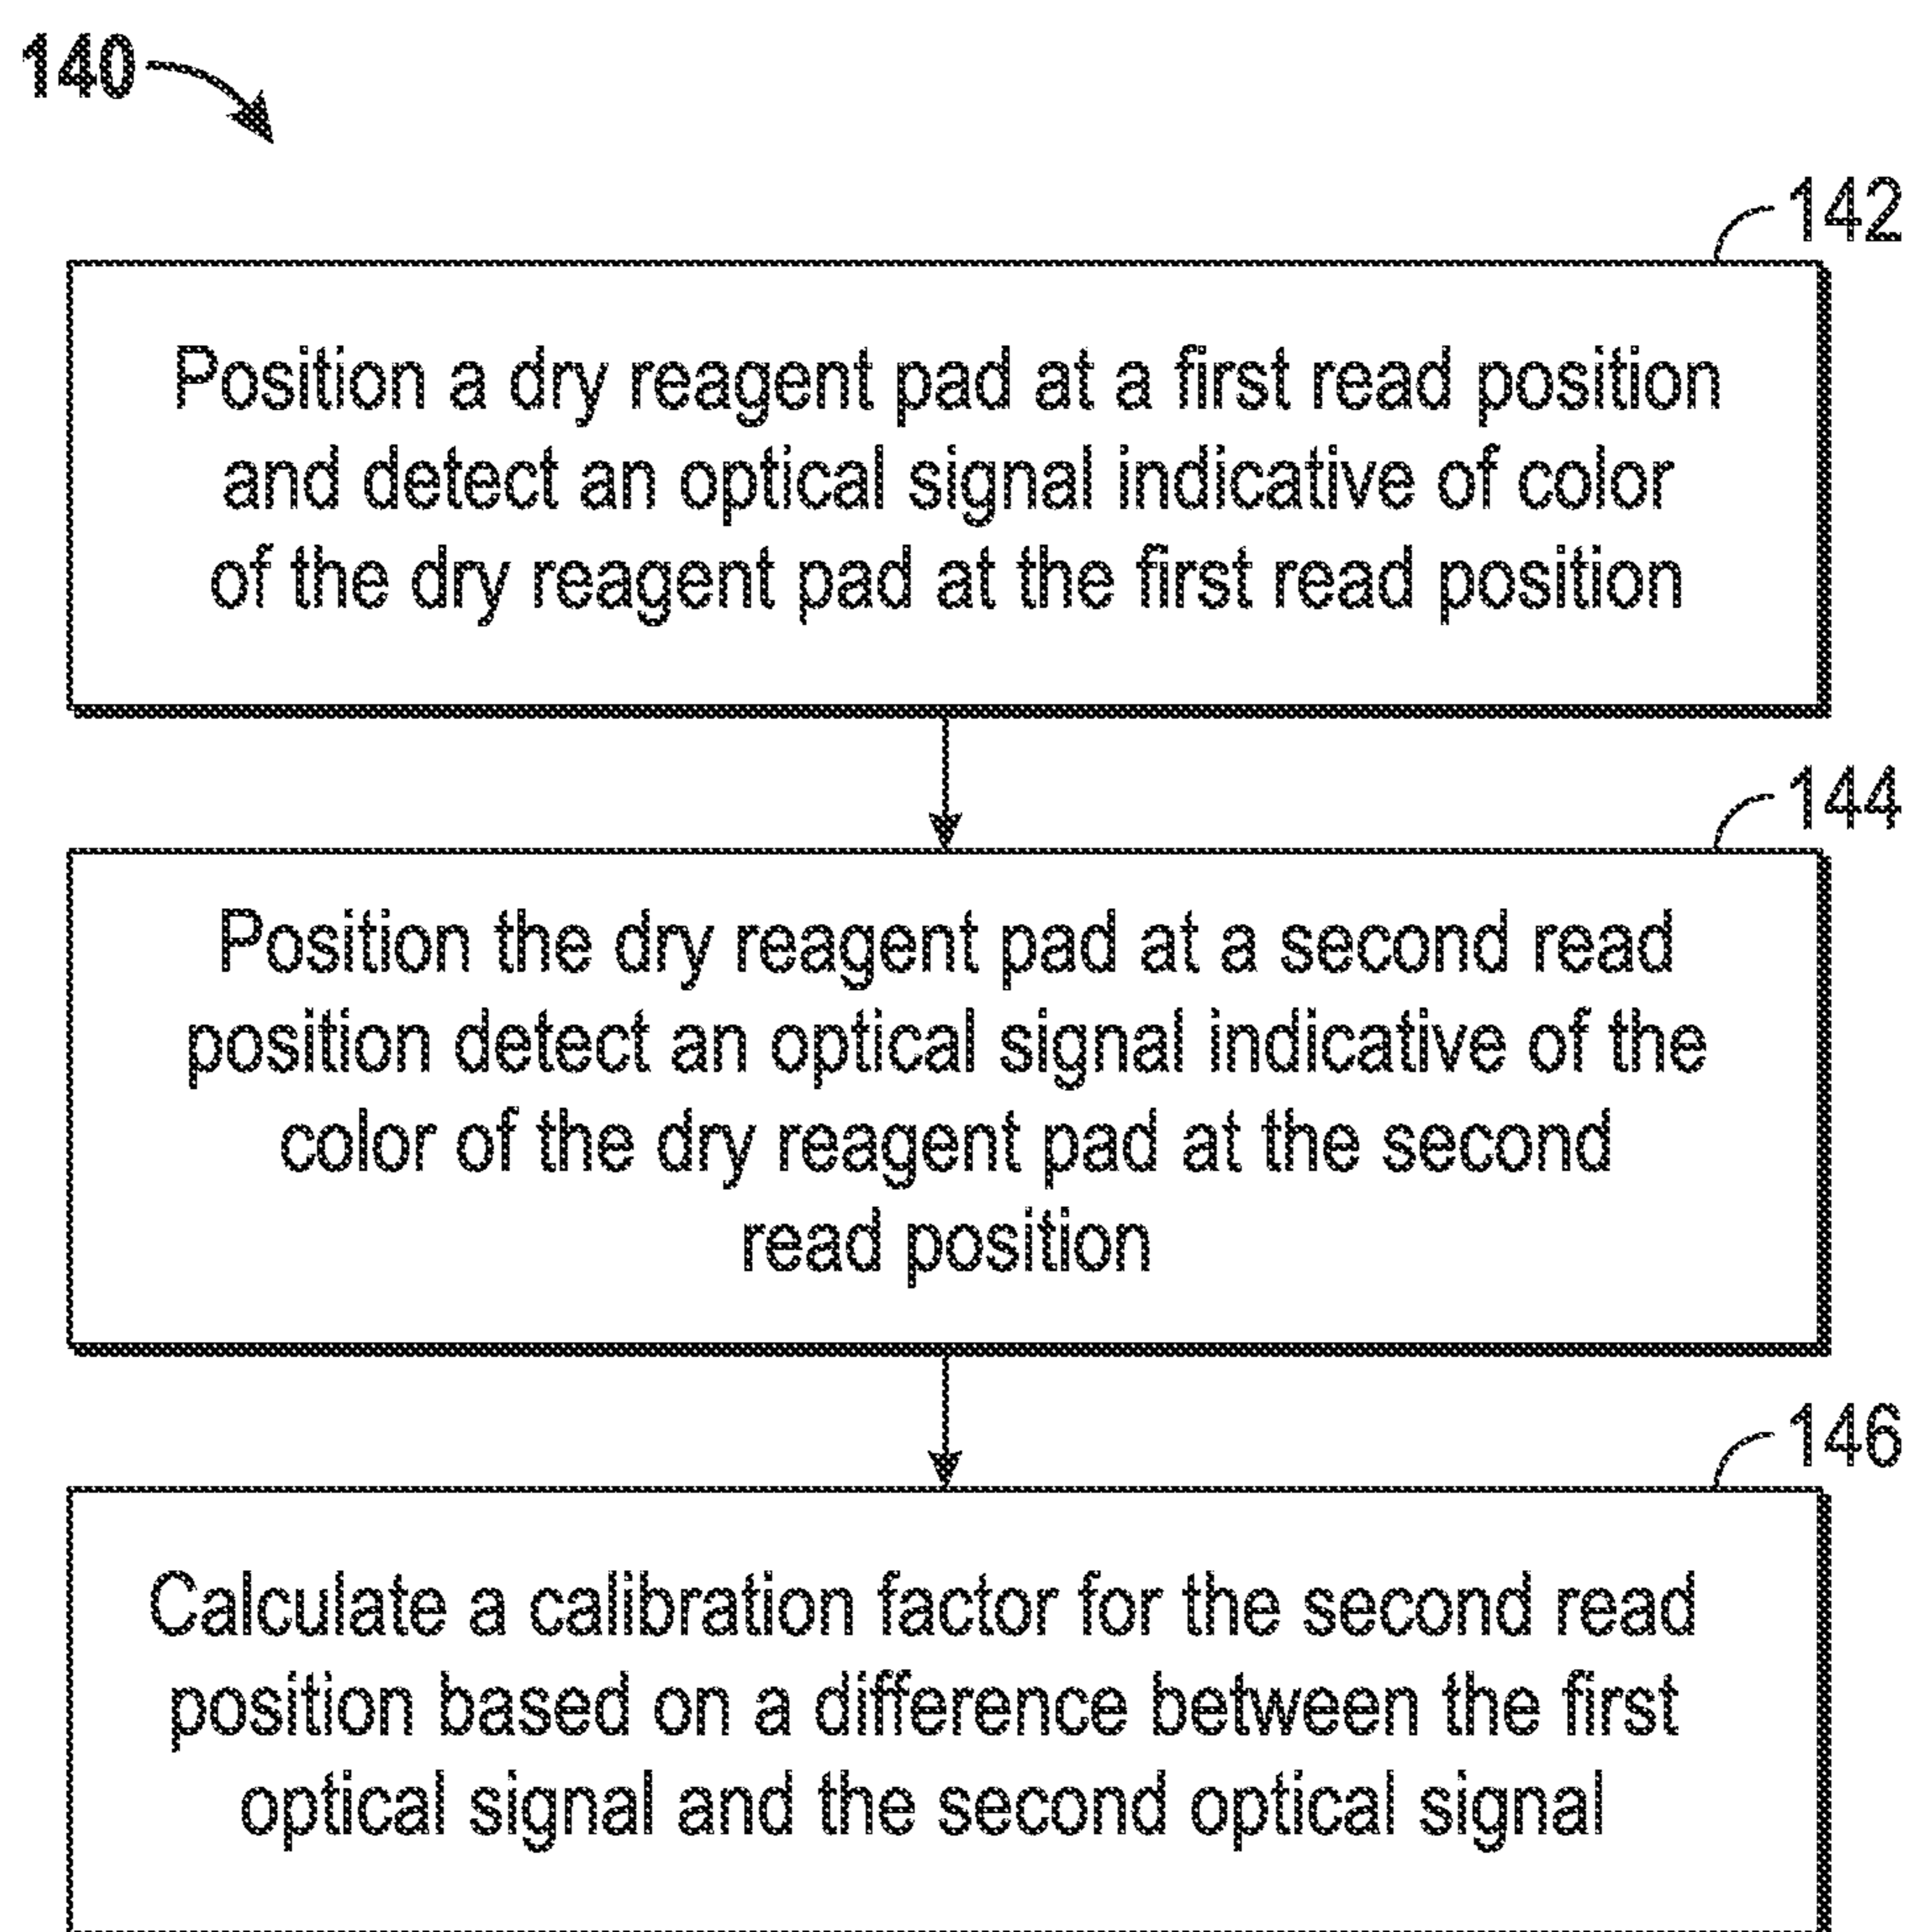 140
142
Position a dry reagent pad at a first read position
and detect an optical signal indicative of color
of the dry reagent pad at the first read position
144
Position the dry reagent pad at a second read
position detect an optical signal indicative of the
color of the dry reagent pad at the second
read position
146
Calculate a calibration factor for the second read
position based on a difference between the first
optical signal and the second optical signal